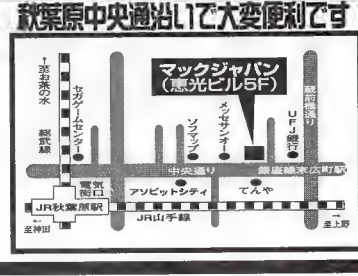 秋葉原中央通沿いで大変便利です
↑至お茶の水
総武線
セガゲームセンター
ソフマップ
メッセサンオー
マックジャパン
(恵光ビル5F)
UFJ銀行
蔵前橋通り
中央通り
銀座線末広町駅
電気街口
アソビットシティ
てんや
JR秋葉原駅
JR山手線
←至神田
→至上野